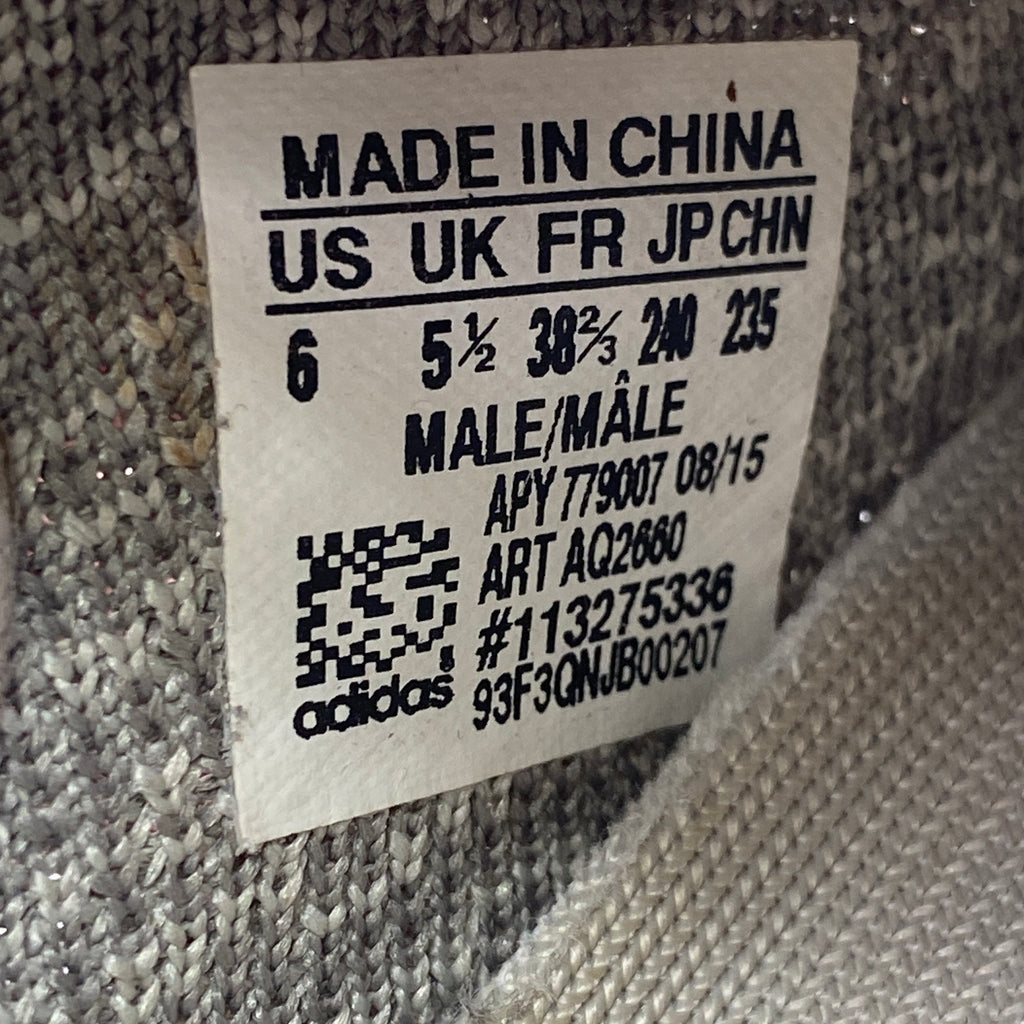 MADE IN CHINA
US UK FR JP CHN
6 5½ 38⅔ 240 235
MALE/MÂLE
APY 779007 08/15
ART AQ2660
#113275336
93F3QNJB00207
adidas